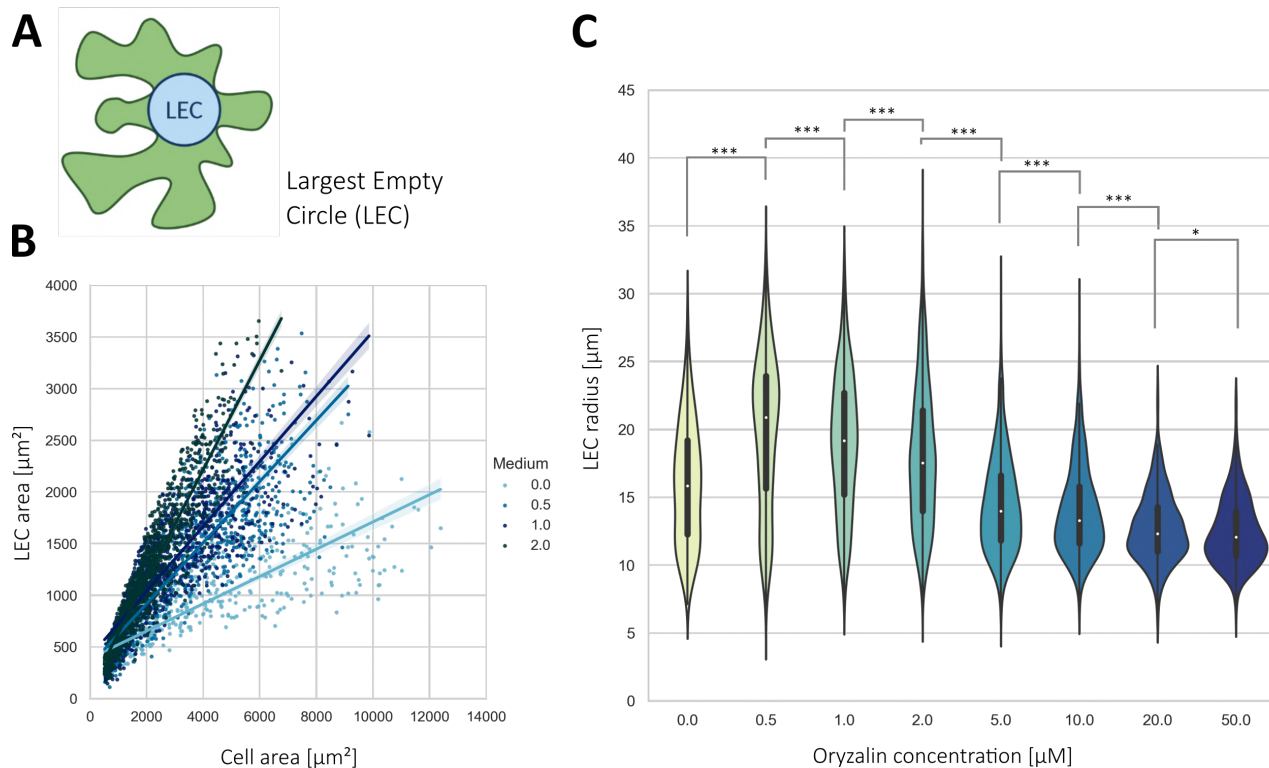 A
LEC
Largest Empty
Circle (LEC)
B
4000
3500
3000
2500
2000
1500
1000
500
0
0 2000 4000 6000 8000 10000 12000 14000
LEC area [µm²]
Cell area [µm²]
Medium
0.0
0.5
1.0
2.0
C
45
40
35
30
25
20
15
10
5
0
LEC radius [µm]
*** *** *** *** *** *** *
0.0 0.5 1.0 2.0 5.0 10.0 20.0 50.0
Oryzalin concentration [µM]